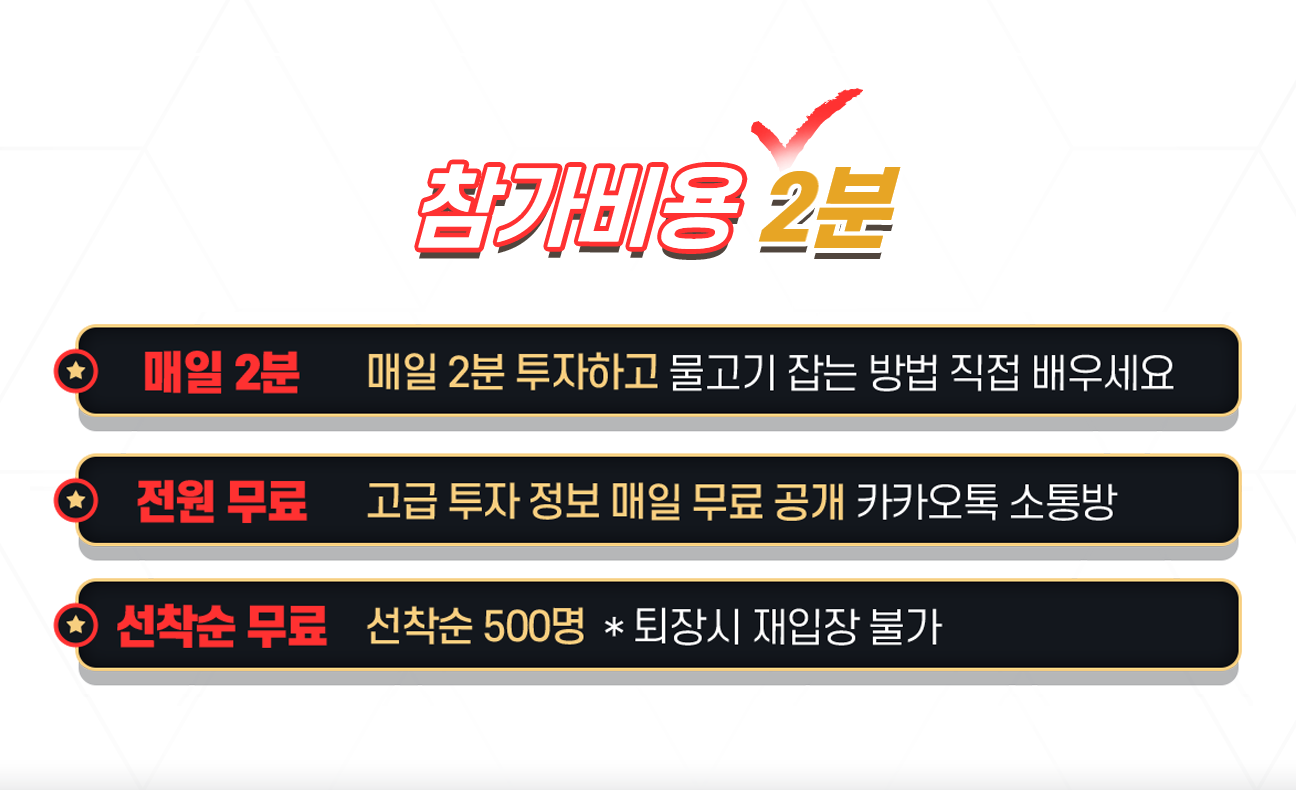 참가비용 2분
매일 2분 매일 2분 투자하고 물고기 잡는 방법 직접 배우세요
전원 무료 고급 투자 정보 매일 무료 공개 카카오톡 소통방
선착순 무료 선착순 500명 * 퇴장시 재입장 불가